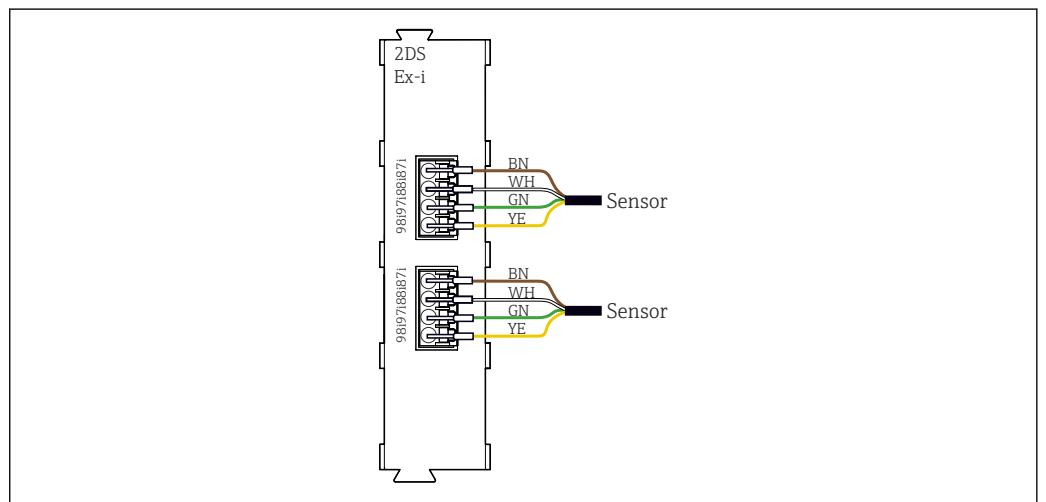 2DS
Ex-i
98i97i88i87i
BN
WH
GN
YE
Sensor
98i97i88i87i
BN
WH
GN
YE
Sensor